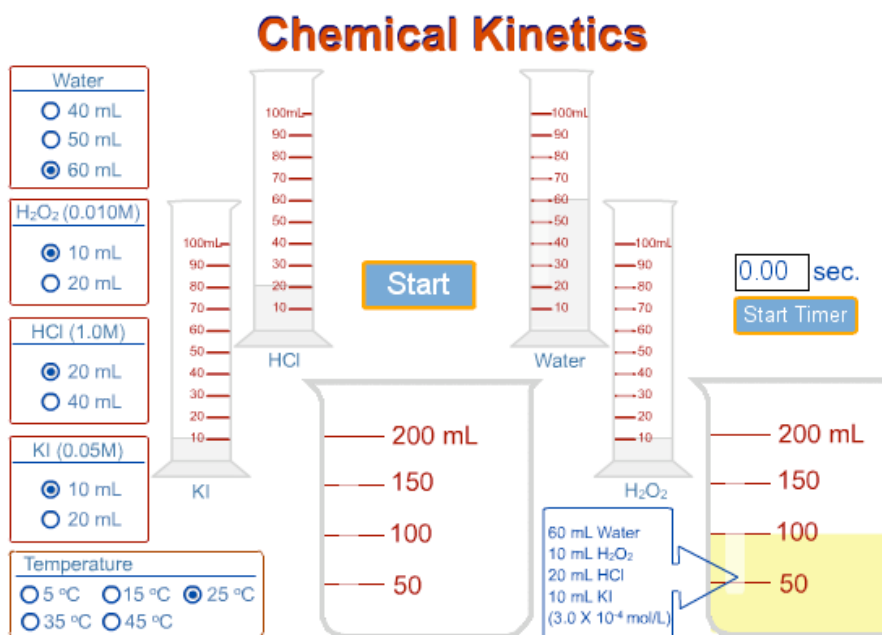 Chemical Kinetics
Water
40 mL
50 mL
60 mL
H₂O₂ (0.010M)
10 mL
20 mL
HCl (1.0M)
20 mL
40 mL
KI (0.05M)
10 mL
20 mL
Temperature
5 ºC 15 ºC 25 ºC
35 ºC 45 ºC
100mL
90
80
70
60
50
40
30
20
10
KI
100mL
90
80
70
60
50
40
30
20
10
HCl
Start
100mL
90
80
70
60
50
40
30
20
10
Water
100mL
90
80
70
60
50
40
30
20
10
H₂O₂
0.00 sec.
Start Timer
200 mL
150
100
50
60 mL Water
10 mL H₂O₂
20 mL HCl
10 mL KI
(3.0 X 10⁻⁴ mol/L)
200 mL
150
100
50